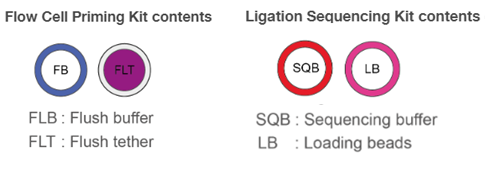 Flow Cell Priming Kit contents
FB FLT
FLB : Flush buffer
FLT : Flush tether
Ligation Sequencing Kit contents
SQB LB
SQB : Sequencing buffer
LB : Loading beads